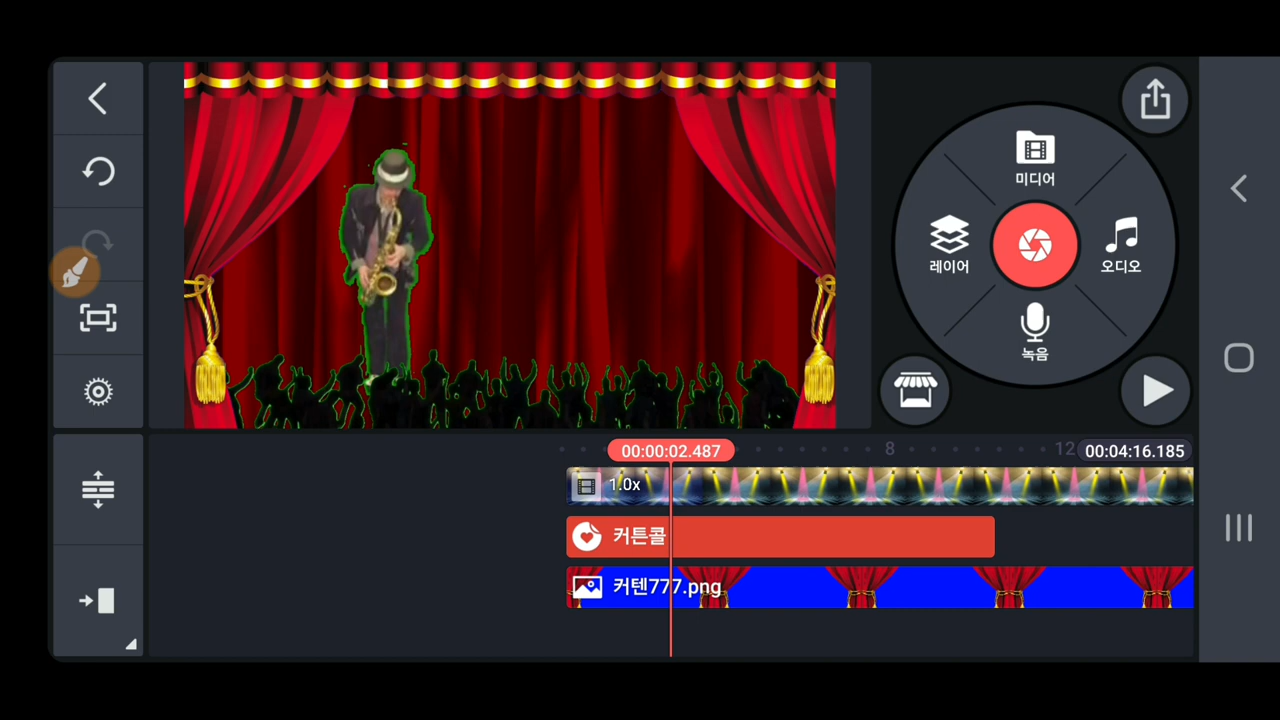 미디어
레이어
오디오
녹음
00:00:02.487
8
12
00:04:16.185
1.0x
커튼콜
커텐777.png